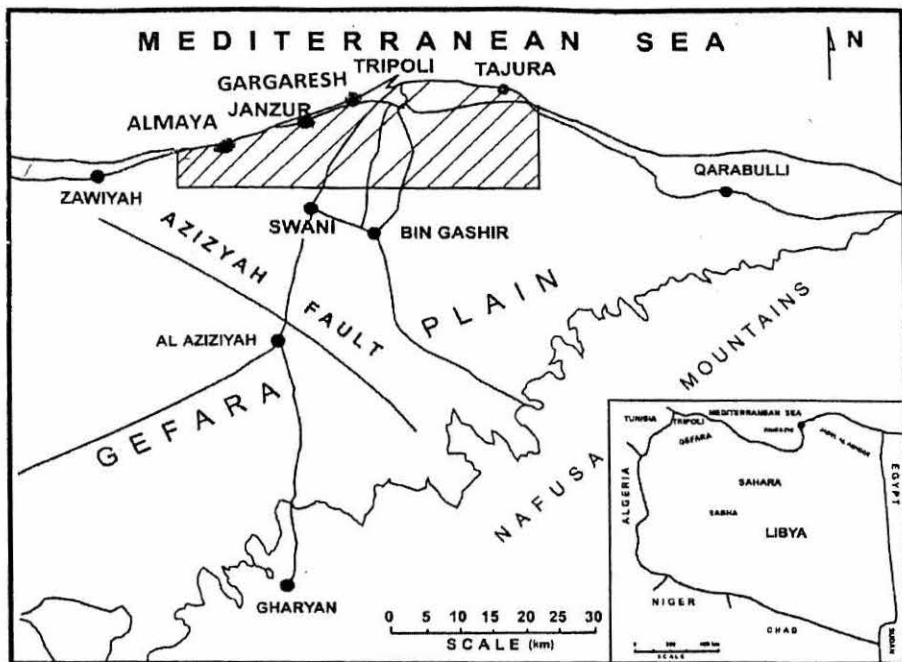 MEDITERRANEAN SEA
N
TRIPOLI
GARGARESH
TAJURA
JANZUR
ALMAYA
ZAWIYAH
QARABULLI
SWANI
BIN GASHIR
AZIZYAH FAULT
PLAIN
AL AZIZIYAH
GEFARA
NAFUSA MOUNTAINS
GHARYAN
0 5 10 15 20 25 30
SCALE (km)
MEDITERRANEAN SEA
TUNISIA
TRIPOLI
GEFARA
ALGERIA
EGYPT
SAHARA
SABHA
LIBYA
NIGER
CHAD
SUDAN
SCALE